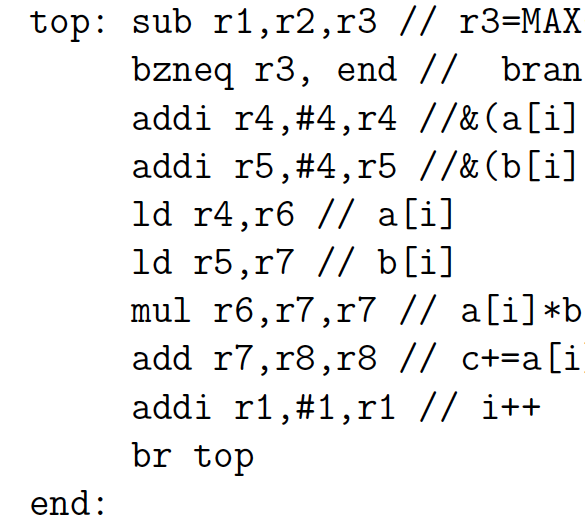 top: sub r1,r2,r3 // r3=MAX
bzneq r3, end // bran
addi r4,#4,r4 //&(a[i]
addi r5,#4,r5 //&(b[i]
ld r4,r6 // a[i]
ld r5,r7 // b[i]
mul r6,r7,r7 // a[i]*b
add r7,r8,r8 // c+=a[i
addi r1,#1,r1 // i++
br top
end: